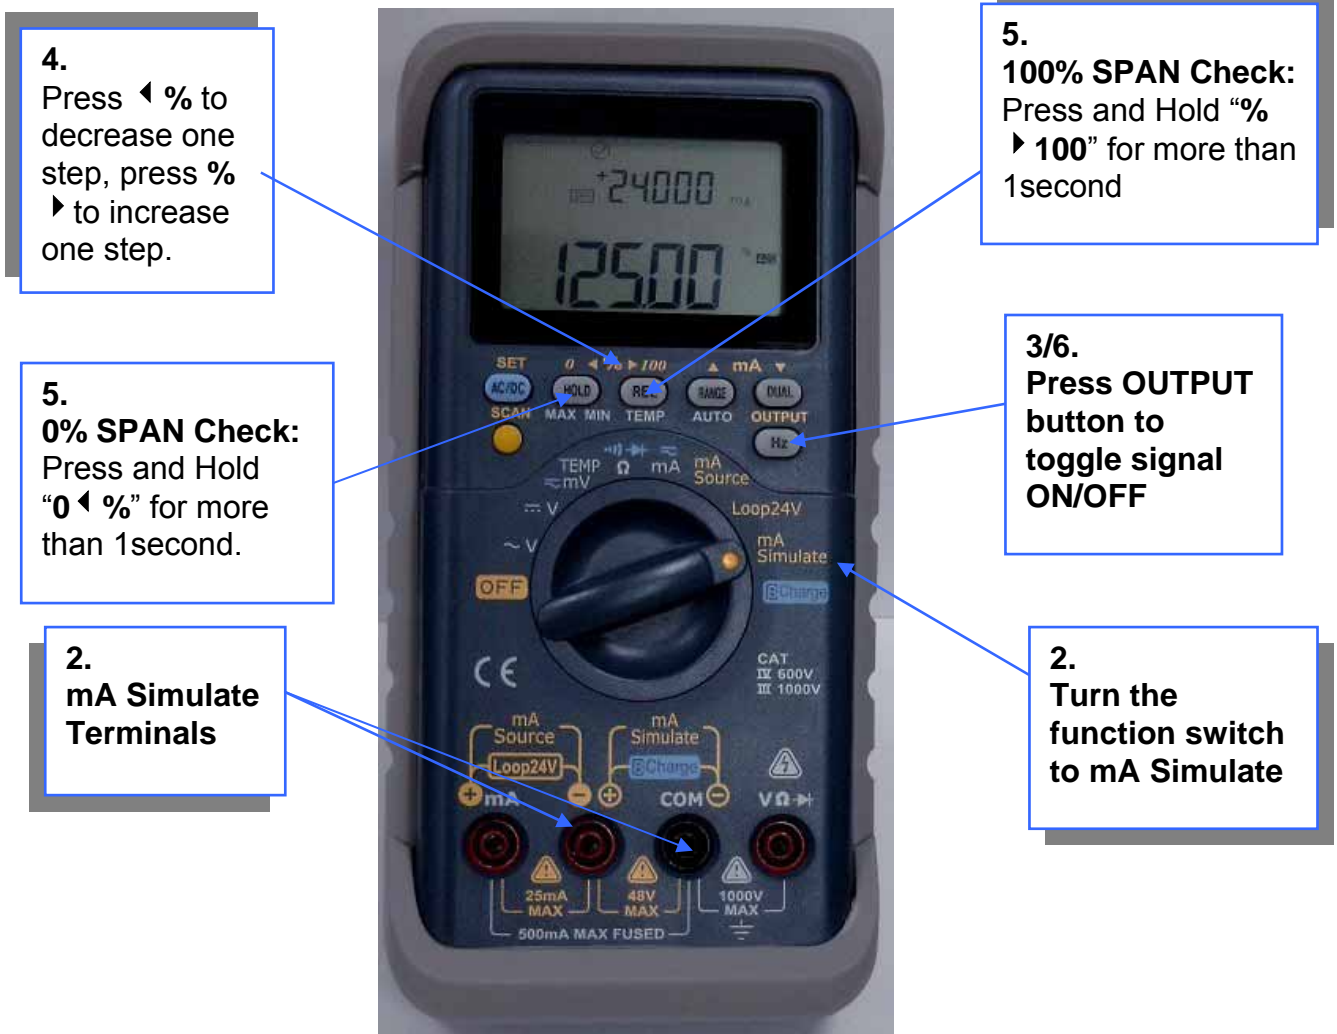 4.
Press ◀ % to
decrease one
step, press %
▶ to increase
one step.
5.
100% SPAN Check:
Press and Hold “%
▶ 100” for more than
1second
5.
0% SPAN Check:
Press and Hold
“0 ◀ %” for more
than 1second.
3/6.
Press OUTPUT
button to
toggle signal
ON/OFF
2.
mA Simulate
Terminals
2.
Turn the
function switch
to mA Simulate
+24000 mA
125.00 %
SET 0 ◀ % ▶ 100 ▲ mA ▼
AC/DC HOLD REL RANGE DUAL
SCAN MAX MIN TEMP AUTO OUTPUT
Hz
TEMP Ω mA mA
mV Source
V Loop24V
~ V mA
Simulate
OFF BCharge
CE
CAT
IV 600V
III 1000V
mA mA
Source Simulate
Loop24V BCharge
+ mA − + COM − VΩ
25mA 48V 1000V
MAX MAX MAX
500mA MAX FUSED